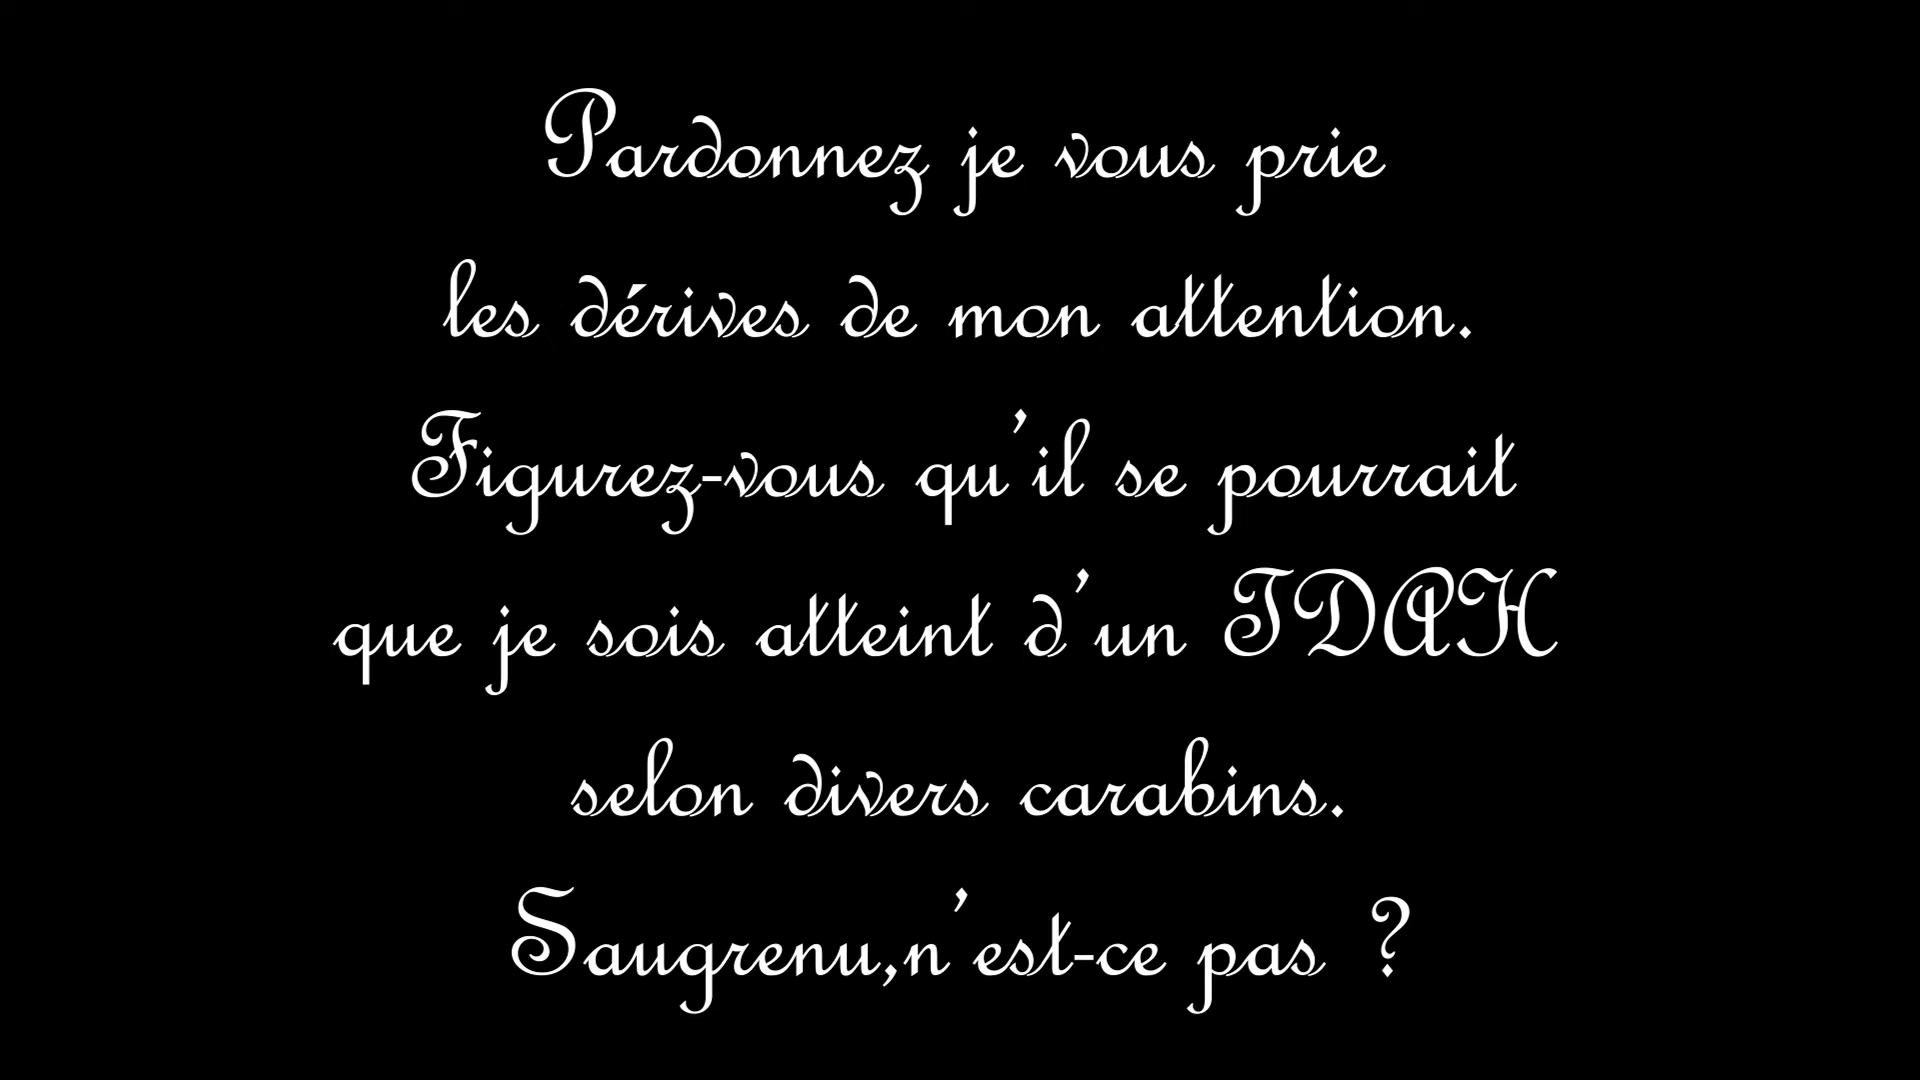 Pardonnez je vous prie
les dérives de mon attention.
Figurez-vous qu'il se pourrait
que je sois atteint d'un TDAH
selon divers carabins.
Saugrenu,n'est-ce pas ?